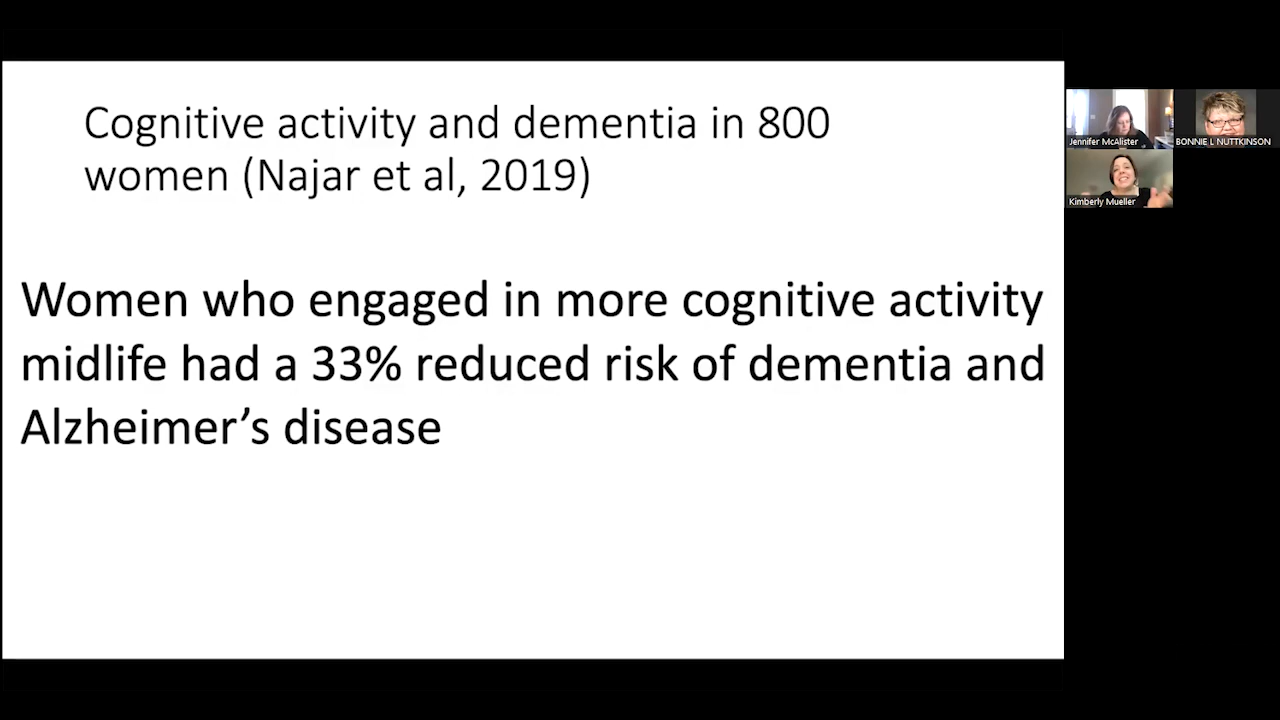 Cognitive activity and dementia in 800
women (Najar et al, 2019)
Women who engaged in more cognitive activity
midlife had a 33% reduced risk of dementia and
Alzheimer’s disease
Jennifer McAlister
BONNIE L NUTTKINSON
Kimberly Mueller